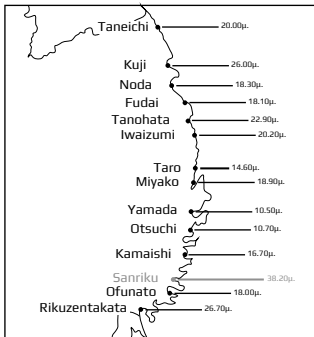 Taneichi 20.00μ.
Kuji 26.00μ.
Noda 18.30μ.
Fudai 18.10μ.
Tanohata 22.90μ.
Iwaizumi 20.20μ.
Taro 14.60μ.
Miyako 18.90μ.
Yamada 10.50μ.
Otsuchi 10.70μ.
Kamaishi 16.70μ.
Sanriku 38.20μ.
Ofunato 18.00μ.
Rikuzentakata 26.70μ.